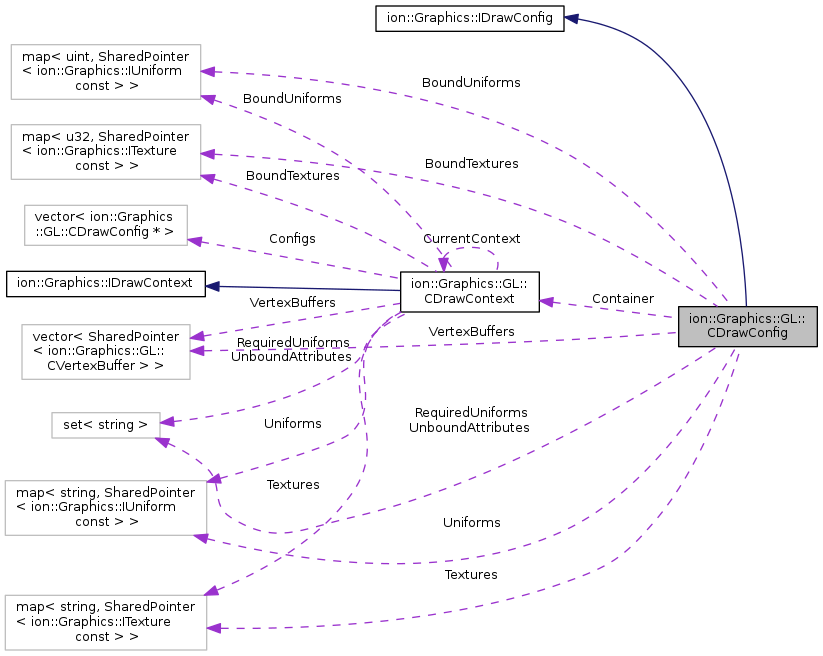 ion::Graphics::IDrawConfig
map< uint, SharedPointer
< ion::Graphics::IUniform
const > >
BoundUniforms
BoundUniforms
map< u32, SharedPointer
< ion::Graphics::ITexture
const > >
BoundTextures
BoundTextures
vector< ion::Graphics
::GL::CDrawConfig * >
Configs
CurrentContext
ion::Graphics::IDrawContext
ion::Graphics::GL::
CDrawContext
Container
ion::Graphics::GL::
CDrawConfig
VertexBuffers
VertexBuffers
vector< SharedPointer
< ion::Graphics::GL::
CVertexBuffer > >
RequiredUniforms
UnboundAttributes
set< string >
Uniforms
RequiredUniforms
UnboundAttributes
map< string, SharedPointer
< ion::Graphics::IUniform
const > >
Textures
Uniforms
Textures
map< string, SharedPointer
< ion::Graphics::ITexture
const > >